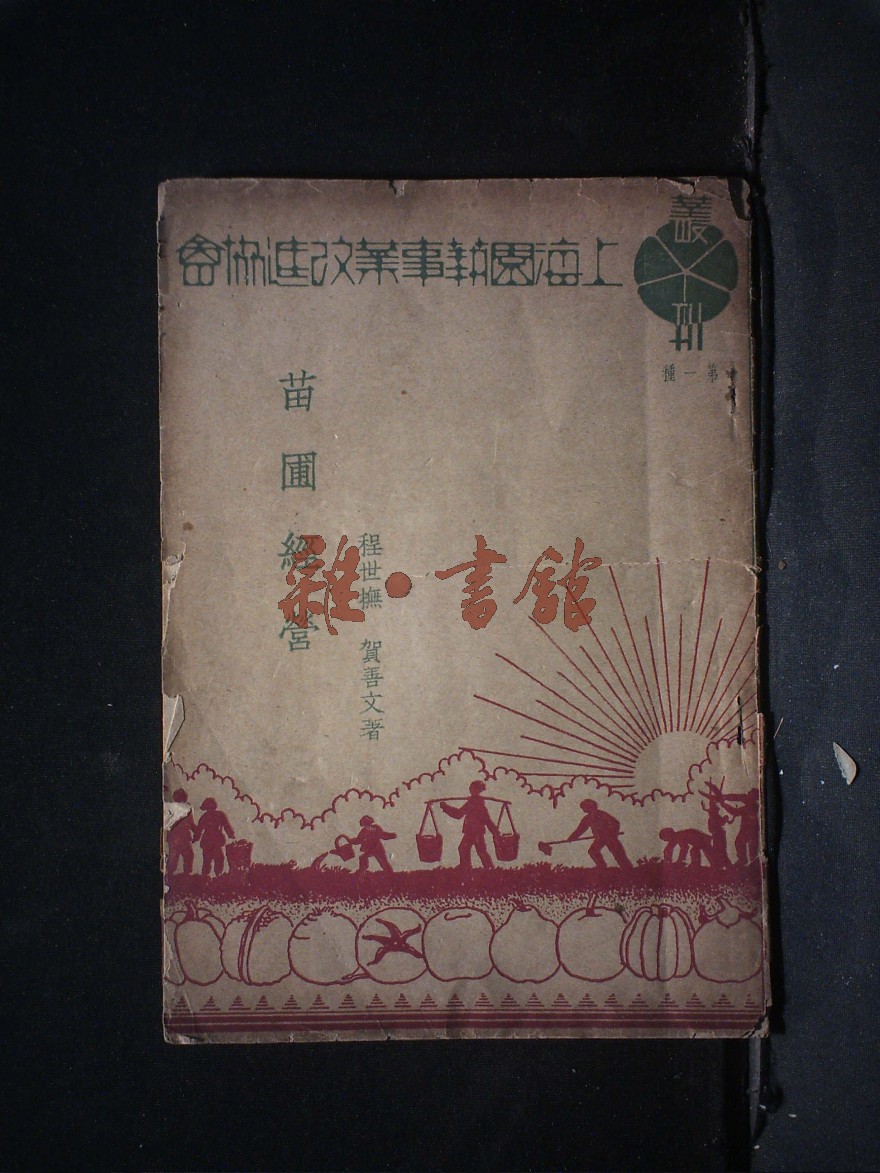 上海園藝事業改進協會
叢刊
第一種
苗圃經營
程世撫 賀善文著
雜·書館